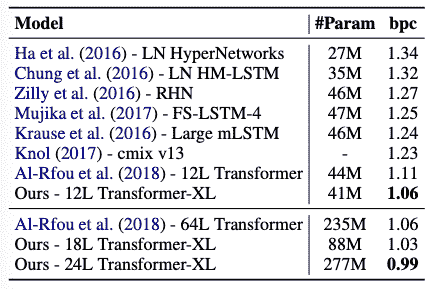 Model #Param bpc
Ha et al. (2016) - LN HyperNetworks 27M 1.34
Chung et al. (2016) - LN HM-LSTM 35M 1.32
Zilly et al. (2016) - RHN 46M 1.27
Mujika et al. (2017) - FS-LSTM-4 47M 1.25
Krause et al. (2016) - Large mLSTM 46M 1.24
Knol (2017) - cmix v13 - 1.23
Al-Rfou et al. (2018) - 12L Transformer 44M 1.11
Ours - 12L Transformer-XL 41M 1.06
Al-Rfou et al. (2018) - 64L Transformer 235M 1.06
Ours - 18L Transformer-XL 88M 1.03
Ours - 24L Transformer-XL 277M 0.99